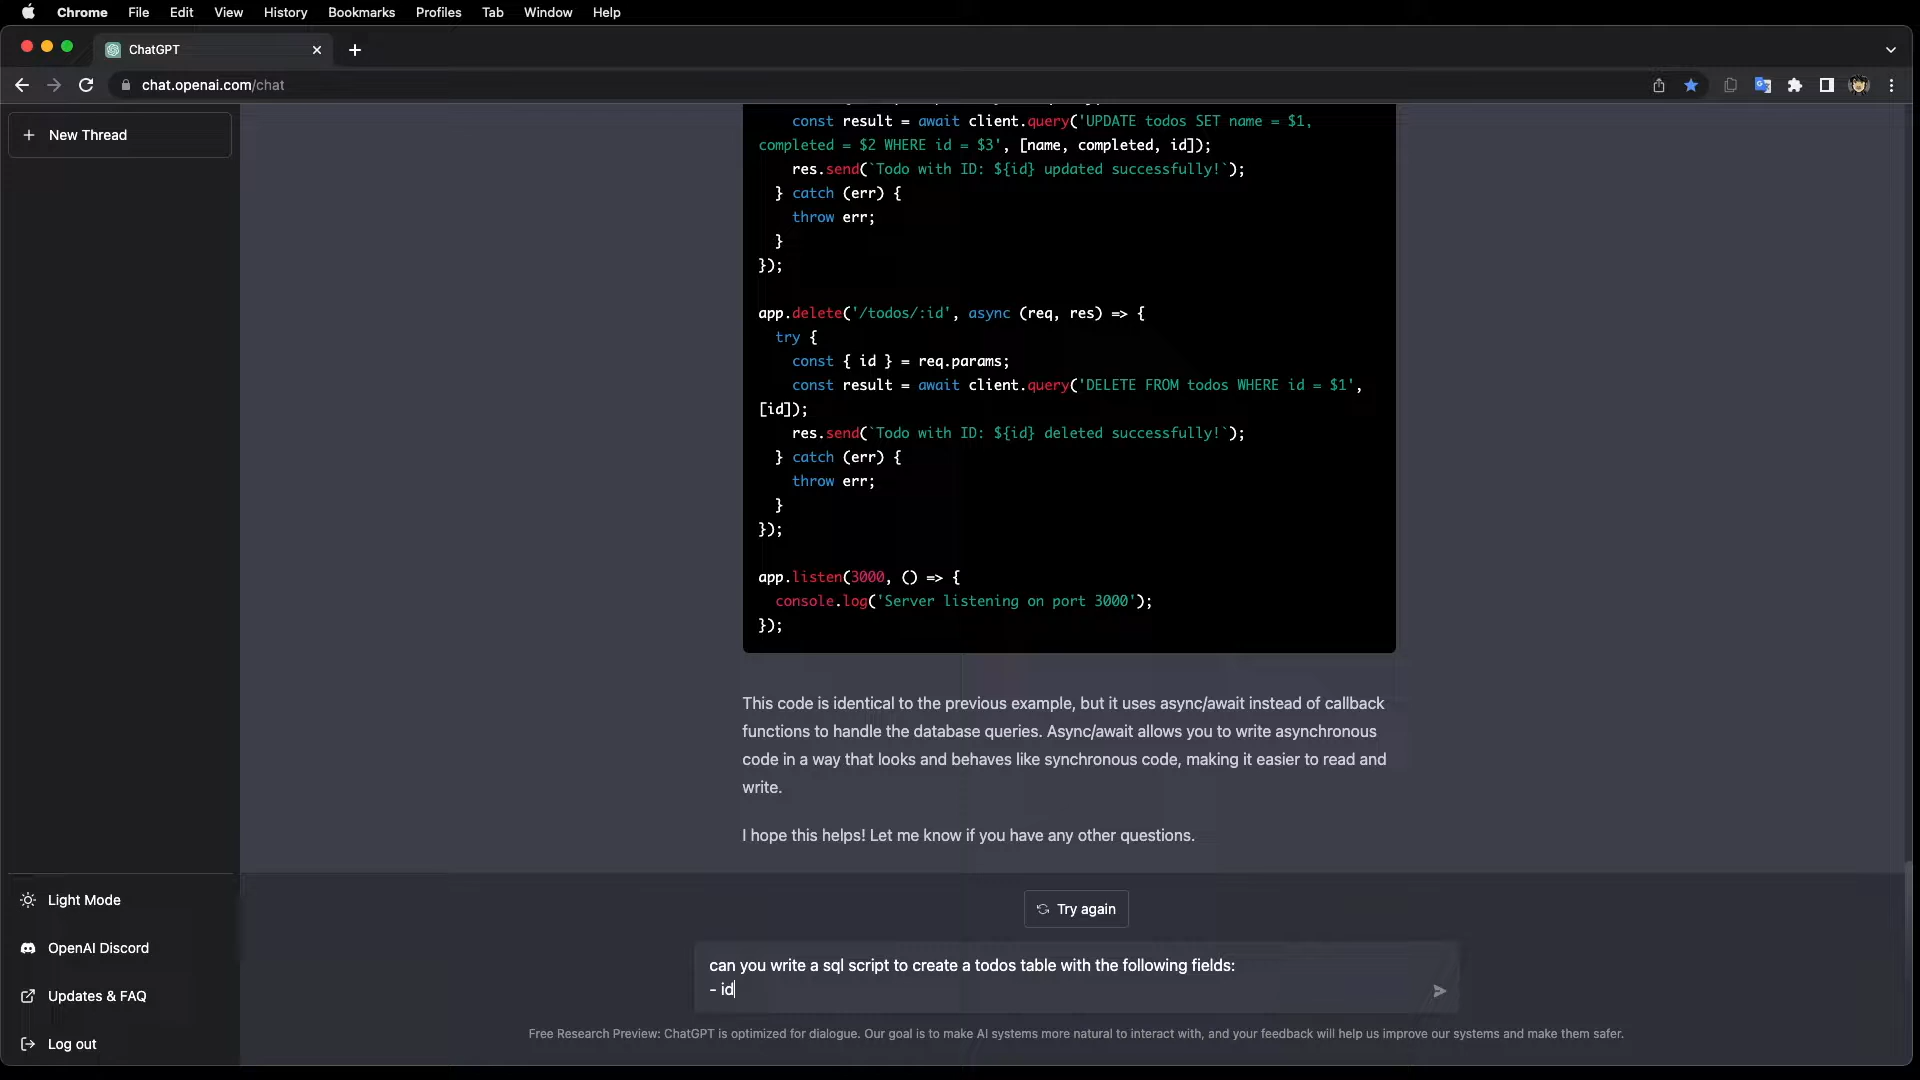 Chrome File Edit View History Bookmarks Profiles Tab Window Help
ChatGPT
chat.openai.com/chat
New Thread
const result = await client.query('UPDATE todos SET name = $1,
completed = $2 WHERE id = $3', [name, completed, id]);
res.send(`Todo with ID: ${id} updated successfully!`);
} catch (err) {
throw err;
}
});
app.delete('/todos/:id', async (req, res) => {
try {
const { id } = req.params;
const result = await client.query('DELETE FROM todos WHERE id = $1',
[id]);
res.send(`Todo with ID: ${id} deleted successfully!`);
} catch (err) {
throw err;
}
});
app.listen(3000, () => {
console.log('Server listening on port 3000');
});
This code is identical to the previous example, but it uses async/await instead of callback
functions to handle the database queries. Async/await allows you to write asynchronous
code in a way that looks and behaves like synchronous code, making it easier to read and
write.
I hope this helps! Let me know if you have any other questions.
Light Mode
OpenAI Discord
Updates & FAQ
Log out
Try again
can you write a sql script to create a todos table with the following fields:
- id
Free Research Preview: ChatGPT is optimized for dialogue. Our goal is to make AI systems more natural to interact with, and your feedback will help us improve our systems and make them safer.